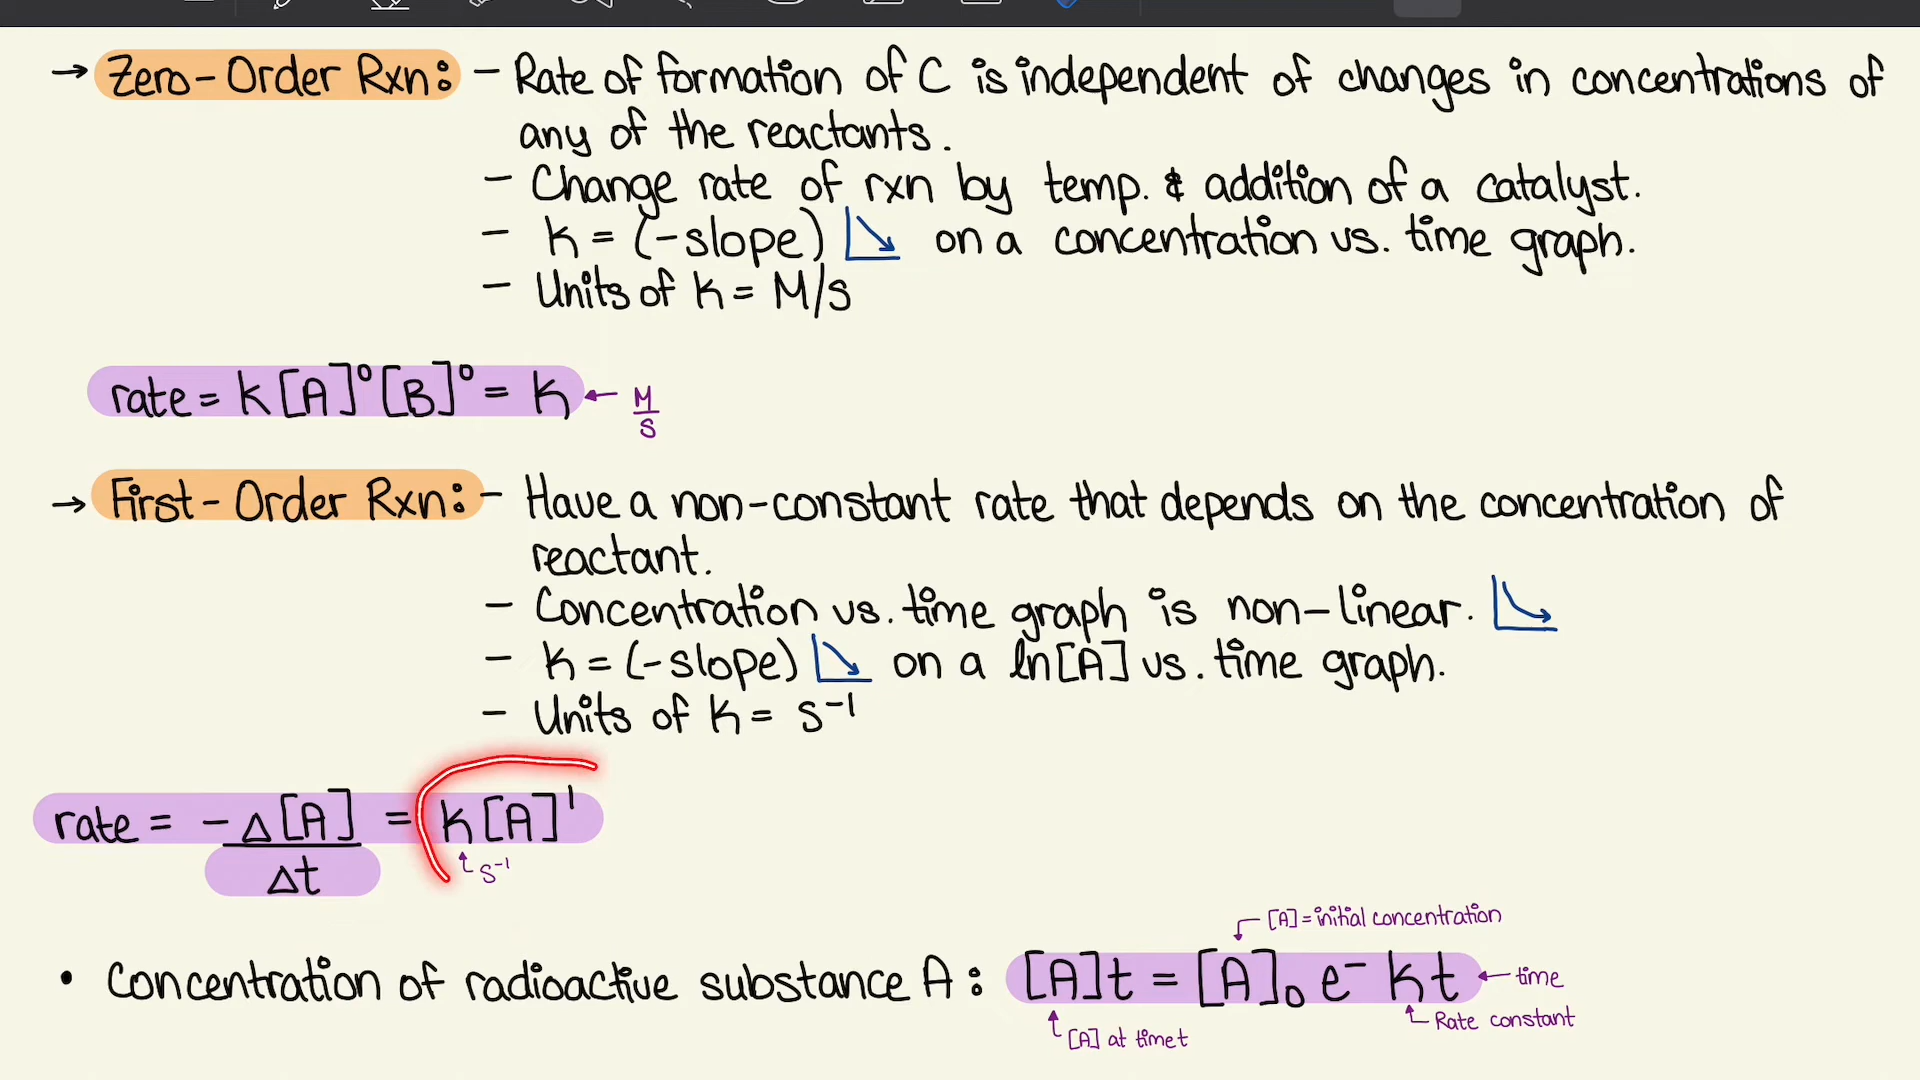 → Zero-Order Rxn: - Rate of formation of C is independent of changes in concentrations of
any of the reactants.
- Change rate of rxn by temp. & addition of a catalyst.
- K = (-slope) on a concentration vs. time graph.
- Units of K = M/s
rate = K[A]⁰[B]⁰ = K ← M/S
→ First-Order Rxn: - Have a non-constant rate that depends on the concentration of
reactant.
- Concentration vs. time graph is non-linear.
- K = (-slope) on a ln[A] vs. time graph.
- Units of K = s⁻¹
rate = -Δ[A]/Δt = K[A]¹
s⁻¹
[A] = initial concentration
• Concentration of radioactive substance A: [A]t = [A]₀ e⁻ Kt ← time
Rate constant
[A] at time t